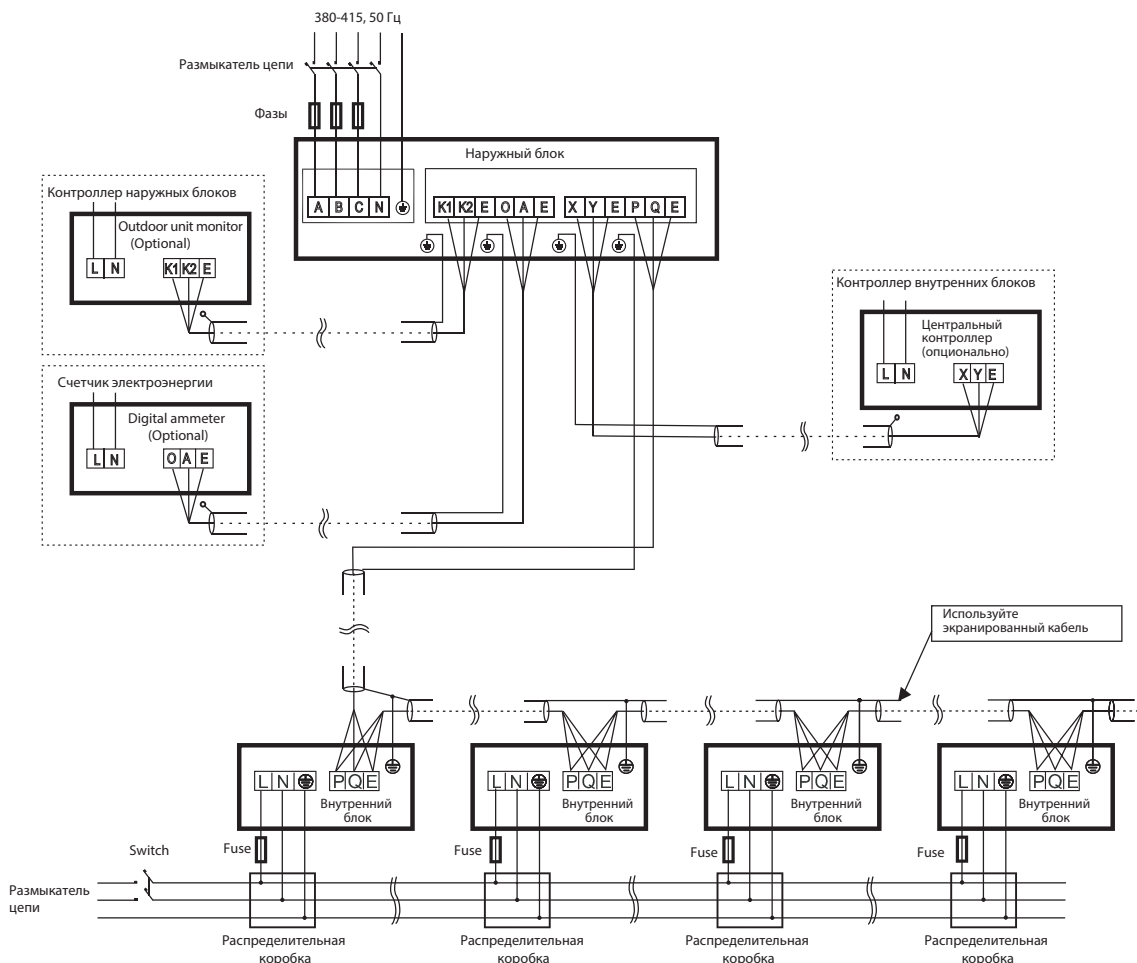 380-415, 50 Гц
Размыкатель цепи
Фазы
Наружный блок
A B C N
K1 K2 E O A E X Y E P Q E
Контроллер наружных блоков
Outdoor unit monitor
(Optional)
L N K1 K2 E
Контроллер внутренних блоков
Центральный
контроллер
(опционально)
L N X Y E
Счетчик электроэнергии
Digital ammeter
(Optional)
L N O A E
Используйте
экранированный кабель
L N P Q E
Внутренний
блок
L N P Q E
Внутренний
блок
L N P Q E
Внутренний
блок
L N P Q E
Внутренний
блок
Switch
Fuse
Fuse
Fuse
Fuse
Размыкатель
цепи
Распределительная
коробка
Распределительная
коробка
Распределительная
коробка
Распределительная
коробка